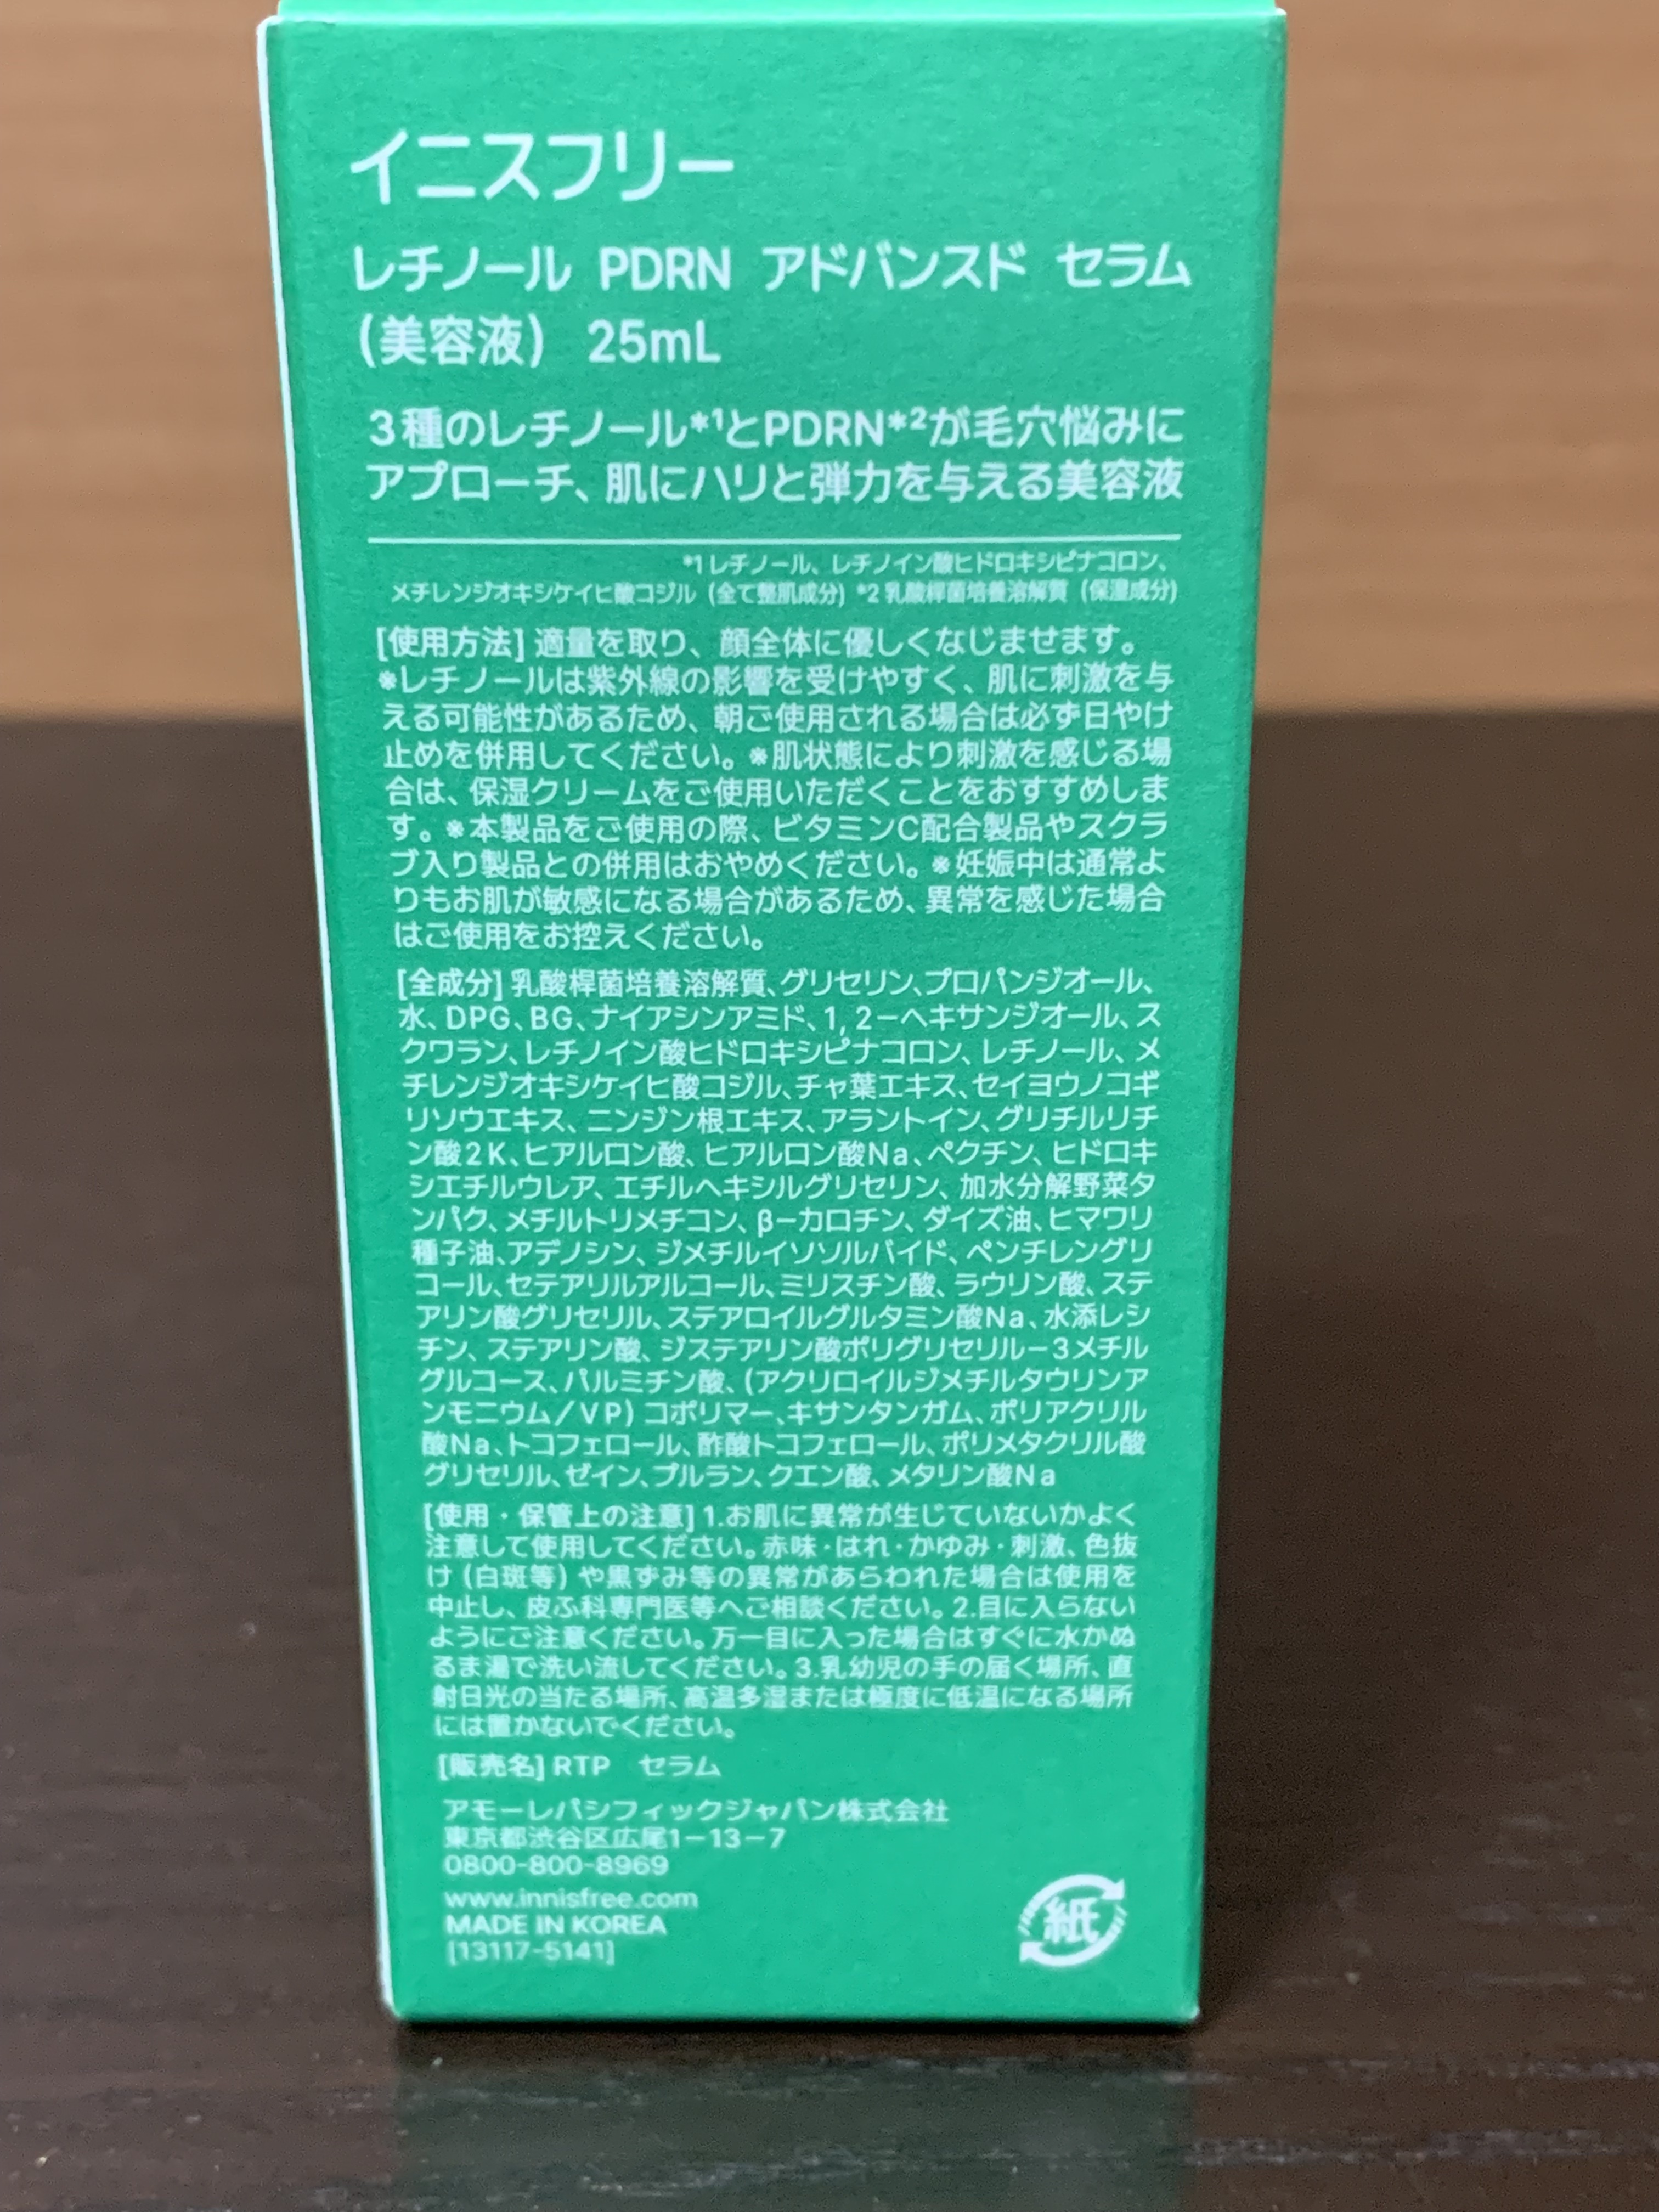 イニスフリー
レチノール PDRN アドバンスド セラム
(美容液) 25mL
3種のレチノール*¹とPDRN*²が毛穴悩みに
アプローチ、肌にハリと弾力を与える美容液
*1 レチノール、レチノイン酸ヒドロキシピナコロン、
メチレンジオキシケイヒ酸コジル (全て整肌成分) *2 乳酸桿菌培養溶解質 (保湿成分)
[使用方法] 適量を取り、顔全体に優しくなじませます。
※レチノールは紫外線の影響を受けやすく、肌に刺激を与
える可能性があるため、朝ご使用される場合は必ず日やけ
止めを併用してください。※肌状態により刺激を感じる場
合は、保湿クリームをご使用いただくことをおすすめしま
す。※本製品をご使用の際、ビタミンC配合製品やスクラ
ブ入り製品との併用はおやめください。※妊娠中は通常よ
りもお肌が敏感になる場合があるため、異常を感じた場合
はご使用をお控えください。
[全成分] 乳酸桿菌培養溶解質、グリセリン、プロパンジオール、
水、DPG、BG、ナイアシンアミド、1,2－ヘキサンジオール、ス
クワラン、レチノイン酸ヒドロキシピナコロン、レチノール、メ
チレンジオキシケイヒ酸コジル、チャ葉エキス、セイヨウノコギ
リソウエキス、ニンジン根エキス、アラントイン、グリチルリチ
ン酸2K、ヒアルロン酸、ヒアルロン酸Na、ペクチン、ヒドロキ
シエチルウレア、エチルヘキシルグリセリン、加水分解野菜タ
ンパク、メチルトリメチコン、β－カロチン、ダイズ油、ヒマワリ
種子油、アデノシン、ジメチルイソソルバイド、ペンチレングリ
コール、セテアリルアルコール、ミリスチン酸、ラウリン酸、ステ
アリン酸グリセリル、ステアロイルグルタミン酸Na、水添レシ
チン、ステアリン酸、ジステアリン酸ポリグリセリル－3メチル
グルコース、パルミチン酸、(アクリロイルジメチルタウリンア
ンモニウム／VP) コポリマー、キサンタンガム、ポリアクリル
酸Na、トコフェロール、酢酸トコフェロール、ポリメタクリル酸
グリセリル、ゼイン、プルラン、クエン酸、メタリン酸Na
[使用・保管上の注意] 1.お肌に異常が生じていないかよく
注意して使用してください。赤味・はれ・かゆみ・刺激、色抜
け (白斑等) や黒ずみ等の異常があらわれた場合は使用を
中止し、皮ふ科専門医等へご相談ください。2.目に入らない
ようにご注意ください。万一目に入った場合はすぐに水かぬ
るま湯で洗い流してください。3.乳幼児の手の届く場所、直
射日光の当たる場所、高温多湿または極度に低温になる場所
には置かないでください。
[販売名] RTP セラム
アモーレパシフィックジャパン株式会社
東京都渋谷区広尾1－13－7
0800-800-8969
www.innisfree.com
MADE IN KOREA
[13117-5141]
紙